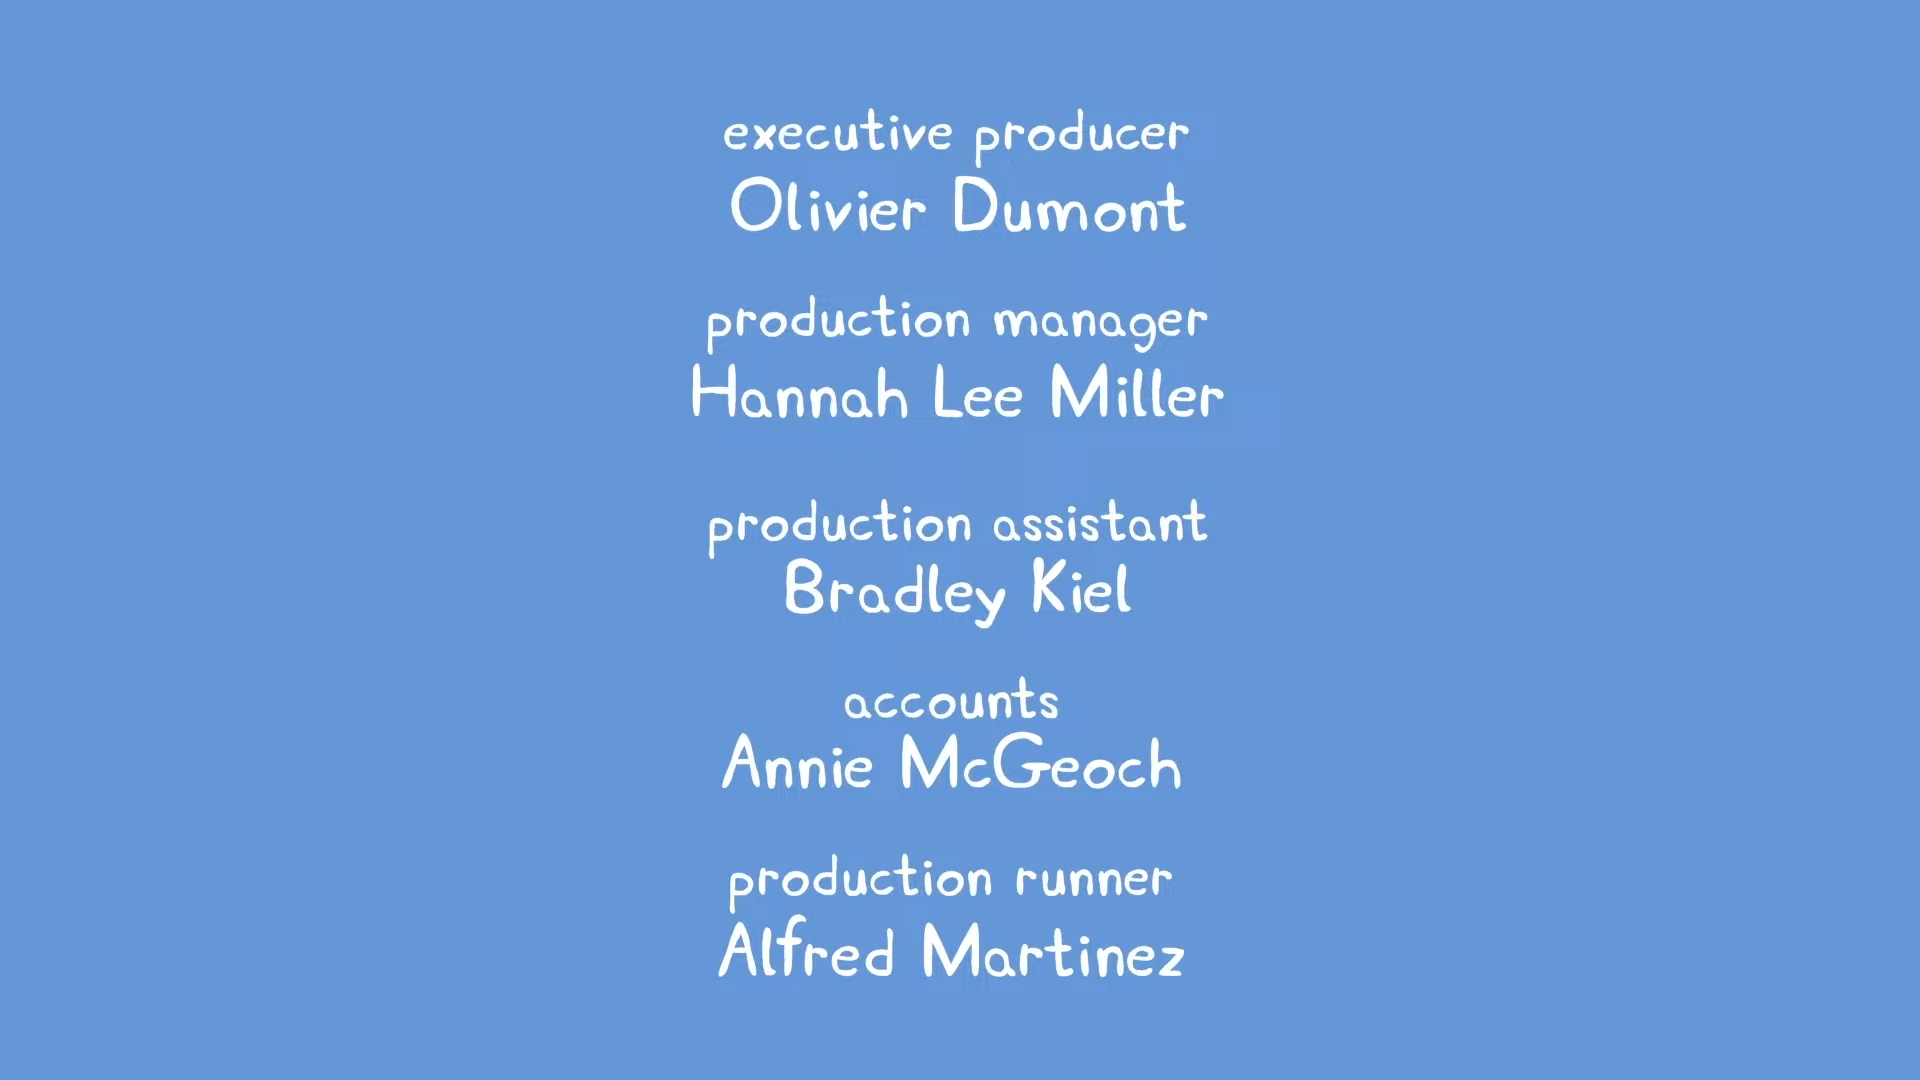 executive producer
Olivier Dumont
production manager
Hannah Lee Miller
production assistant
Bradley Kiel
accounts
Annie McGeoch
production runner
Alfred Martinez